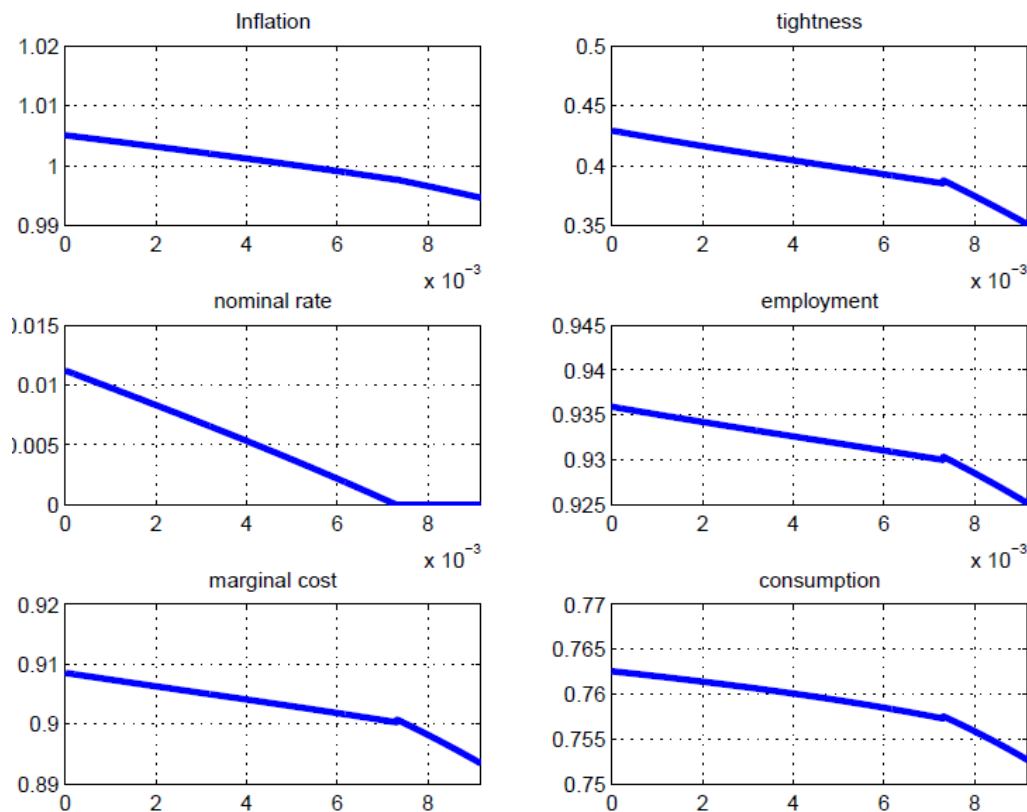 Inflation
1.02
1.01
1
0.99
0 2 4 6 8
x 10⁻³
tightness
0.5
0.45
0.4
0.35
0 2 4 6 8
x 10⁻³
nominal rate
0.015
0.01
0.005
0
0 2 4 6 8
x 10⁻³
employment
0.945
0.94
0.935
0.93
0.925
0 2 4 6 8
x 10⁻³
marginal cost
0.92
0.91
0.9
0.89
0 2 4 6 8
consumption
0.77
0.765
0.76
0.755
0.75
0 2 4 6 8